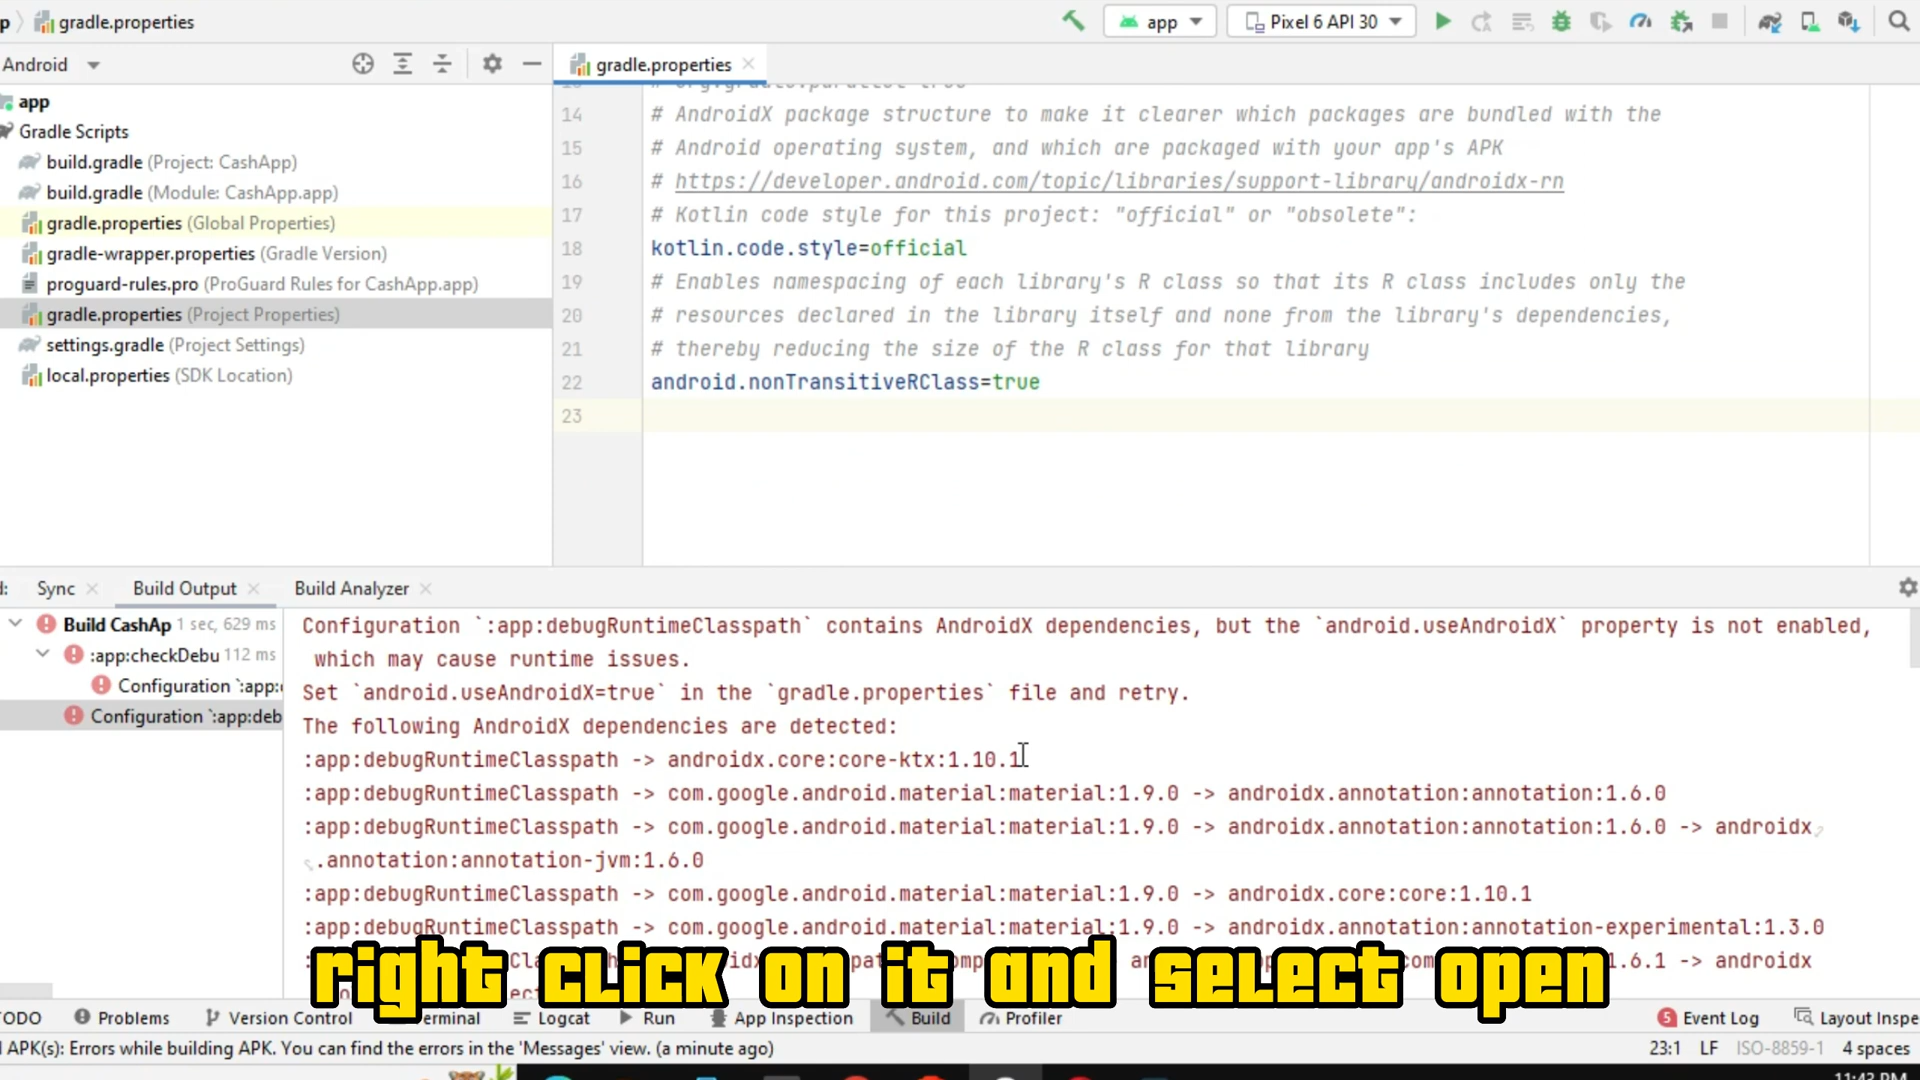 p gradle.properties app Pixel 6 API 30
Android
gradle.properties
app
Gradle Scripts
build.gradle (Project: CashApp)
build.gradle (Module: CashApp.app)
gradle.properties (Global Properties)
gradle-wrapper.properties (Gradle Version)
proguard-rules.pro (ProGuard Rules for CashApp.app)
gradle.properties (Project Properties)
settings.gradle (Project Settings)
local.properties (SDK Location)
14 # AndroidX package structure to make it clearer which packages are bundled with the
15 # Android operating system, and which are packaged with your app's APK
16 # https://developer.android.com/topic/libraries/support-library/androidx-rn
17 # Kotlin code style for this project: "official" or "obsolete":
18 kotlin.code.style=official
19 # Enables namespacing of each library's R class so that its R class includes only the
20 # resources declared in the library itself and none from the library's dependencies,
21 # thereby reducing the size of the R class for that library
22 android.nonTransitiveRClass=true
23
Sync Build Output Build Analyzer
Build CashAp 1 sec, 629 ms
:app:checkDebu 112 ms
Configuration `:app:
Configuration `:app:deb
Configuration `:app:debugRuntimeClasspath` contains AndroidX dependencies, but the `android.useAndroidX` property is not enabled,
which may cause runtime issues.
Set `android.useAndroidX=true` in the `gradle.properties` file and retry.
The following AndroidX dependencies are detected:
:app:debugRuntimeClasspath -> androidx.core:core-ktx:1.10.1
:app:debugRuntimeClasspath -> com.google.android.material:material:1.9.0 -> androidx.annotation:annotation:1.6.0
:app:debugRuntimeClasspath -> com.google.android.material:material:1.9.0 -> androidx.annotation:annotation:1.6.0 -> androidx
.annotation:annotation-jvm:1.6.0
:app:debugRuntimeClasspath -> com.google.android.material:material:1.9.0 -> androidx.core:core:1.10.1
:app:debugRuntimeClasspath -> com.google.android.material:material:1.9.0 -> androidx.annotation:annotation-experimental:1.3.0
1.6.1 -> androidx
right click on it and select open
TODO Problems Version Control Terminal Logcat Run App Inspection Build Profiler 5 Event Log Layout Inspe
APK(s): Errors while building APK. You can find the errors in the 'Messages' view. (a minute ago) 23:1 LF ISO-8859-1 4 spaces